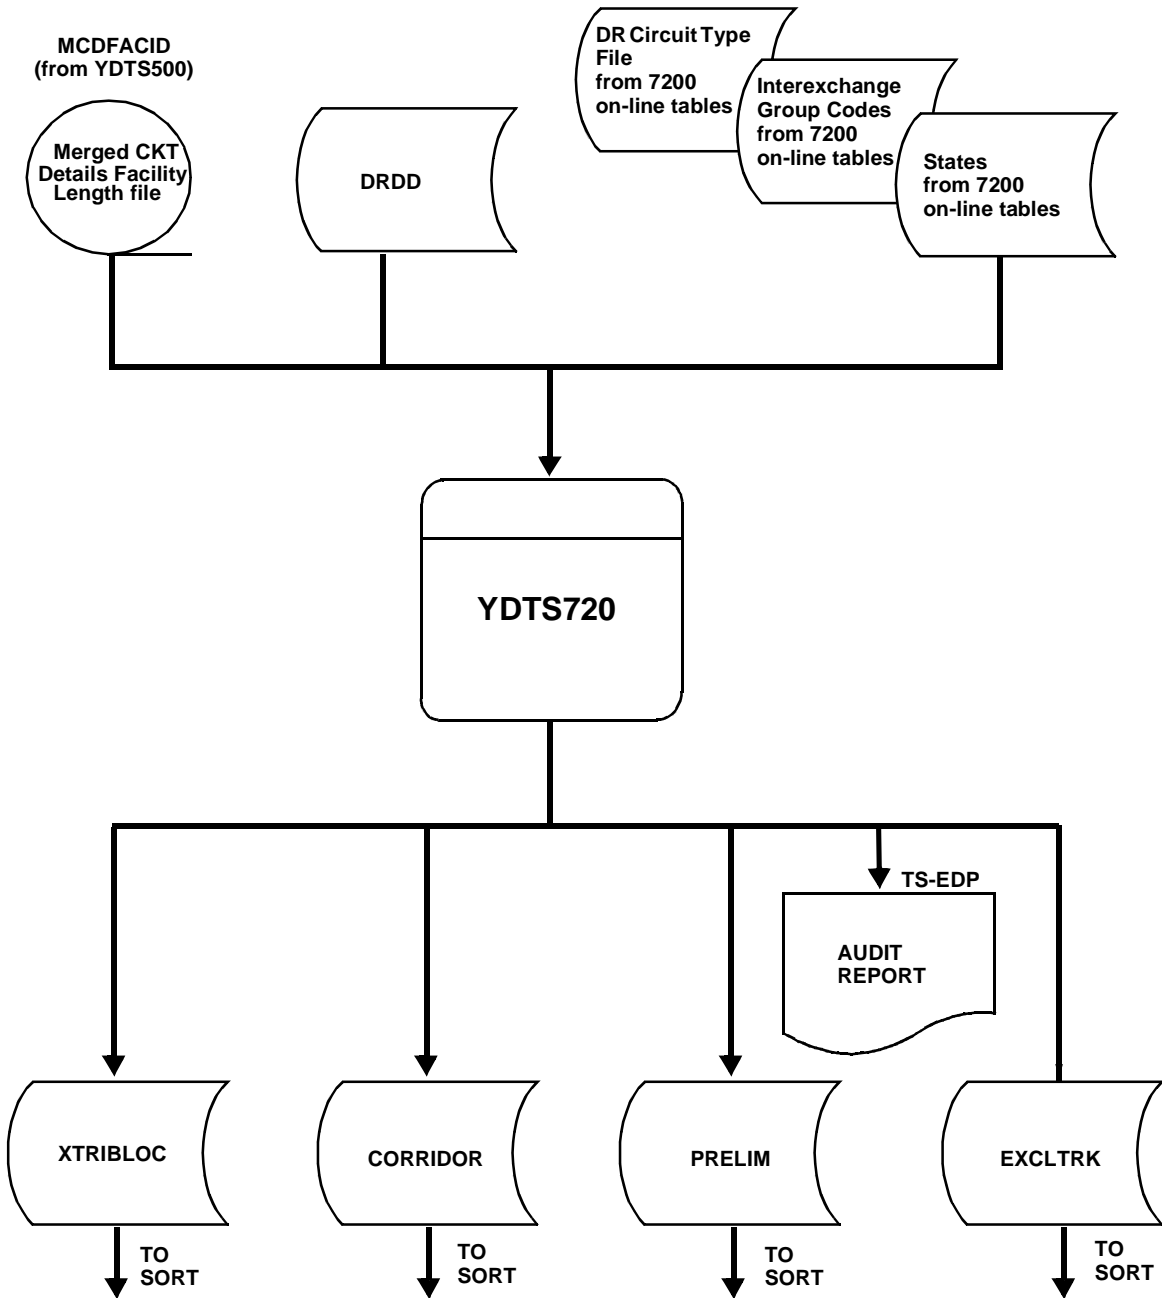 MCDFACID
(from YDTS500)
Merged CKT
Details Facility
Length file
DRDD
DR Circuit Type
File
from 7200
on-line tables
Interexchange
Group Codes
from 7200
on-line tables
States
from 7200
on-line tables
YDTS720
TS-EDP
AUDIT
REPORT
XTRIBLOC
CORRIDOR
PRELIM
EXCLTRK
TO
SORT
TO
SORT
TO
SORT
TO
SORT